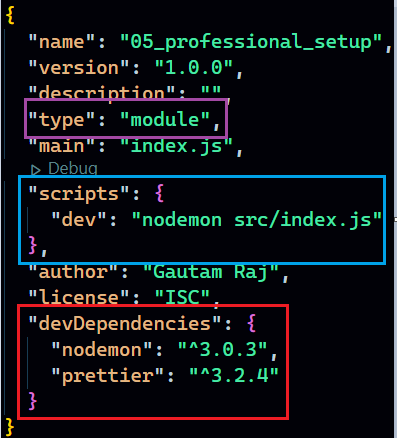 {
"name": "05_professional_setup",
"version": "1.0.0",
"description": "",
"type": "module",
"main": "index.js",
Debug
"scripts": {
"dev": "nodemon src/index.js"
},
"author": "Gautam Raj",
"license": "ISC",
"devDependencies": {
"nodemon": "^3.0.3",
"prettier": "^3.2.4"
}
}